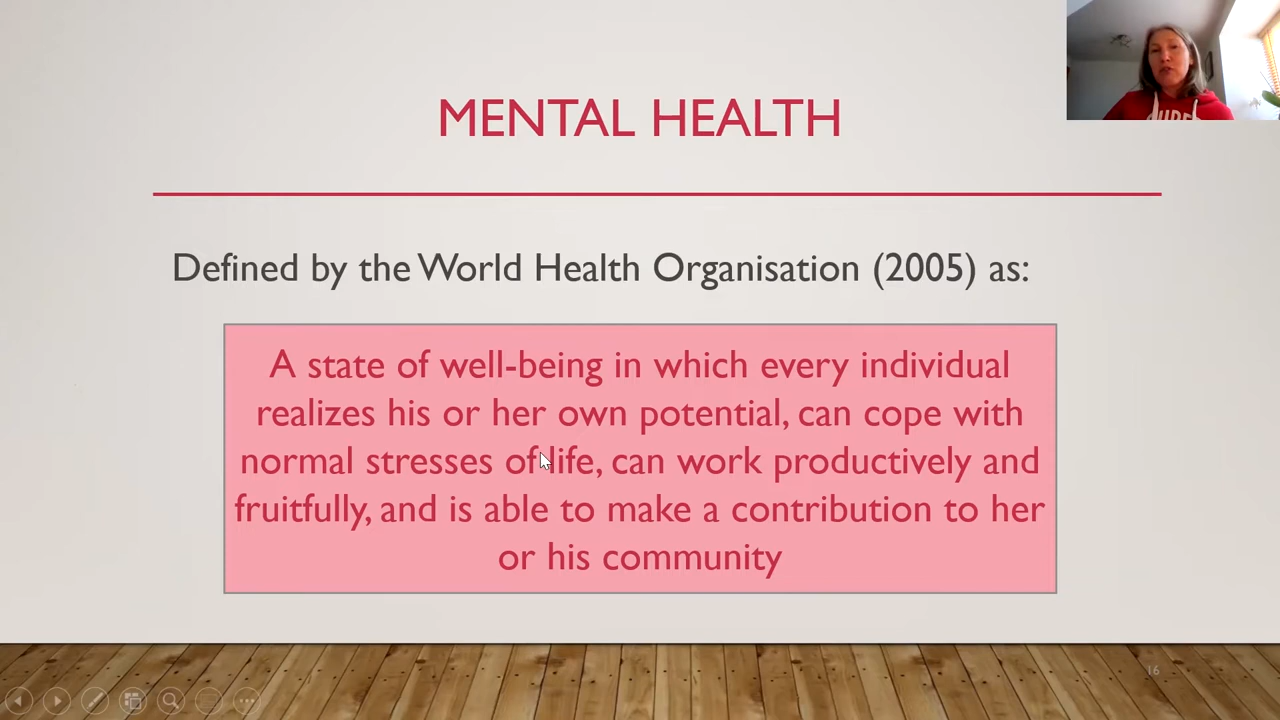 MENTAL HEALTH
Defined by the World Health Organisation (2005) as:
A state of well-being in which every individual
realizes his or her own potential, can cope with
normal stresses of life, can work productively and
fruitfully, and is able to make a contribution to her
or his community
16